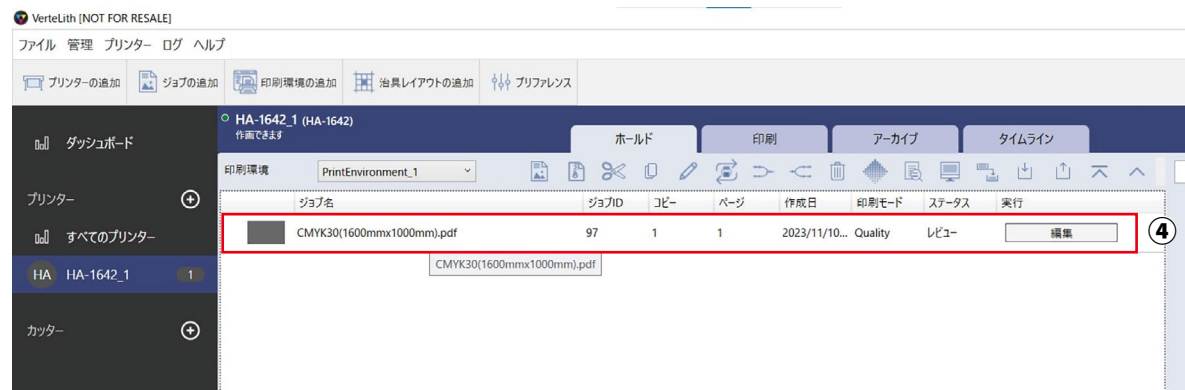 VerteLith [NOT FOR RESALE]
ファイル 管理 プリンター ログ ヘルプ
プリンターの追加 ジョブの追加 印刷環境の追加 治具レイアウトの追加 プリファレンス
HA-1642_1 (HA-1642)
作画できます
ダッシュボード
ホールド 印刷 アーカイブ タイムライン
印刷環境 PrintEnvironment_1
プリンター
ジョブ名 ジョブID コピー ページ 作成日 印刷モード ステータス 実行
すべてのプリンター
CMYK30(1600mmx1000mm).pdf 97 1 1 2023/11/10... Quality レビュー 編集 ④
CMYK30(1600mmx1000mm).pdf
HA HA-1642_1 1
カッター